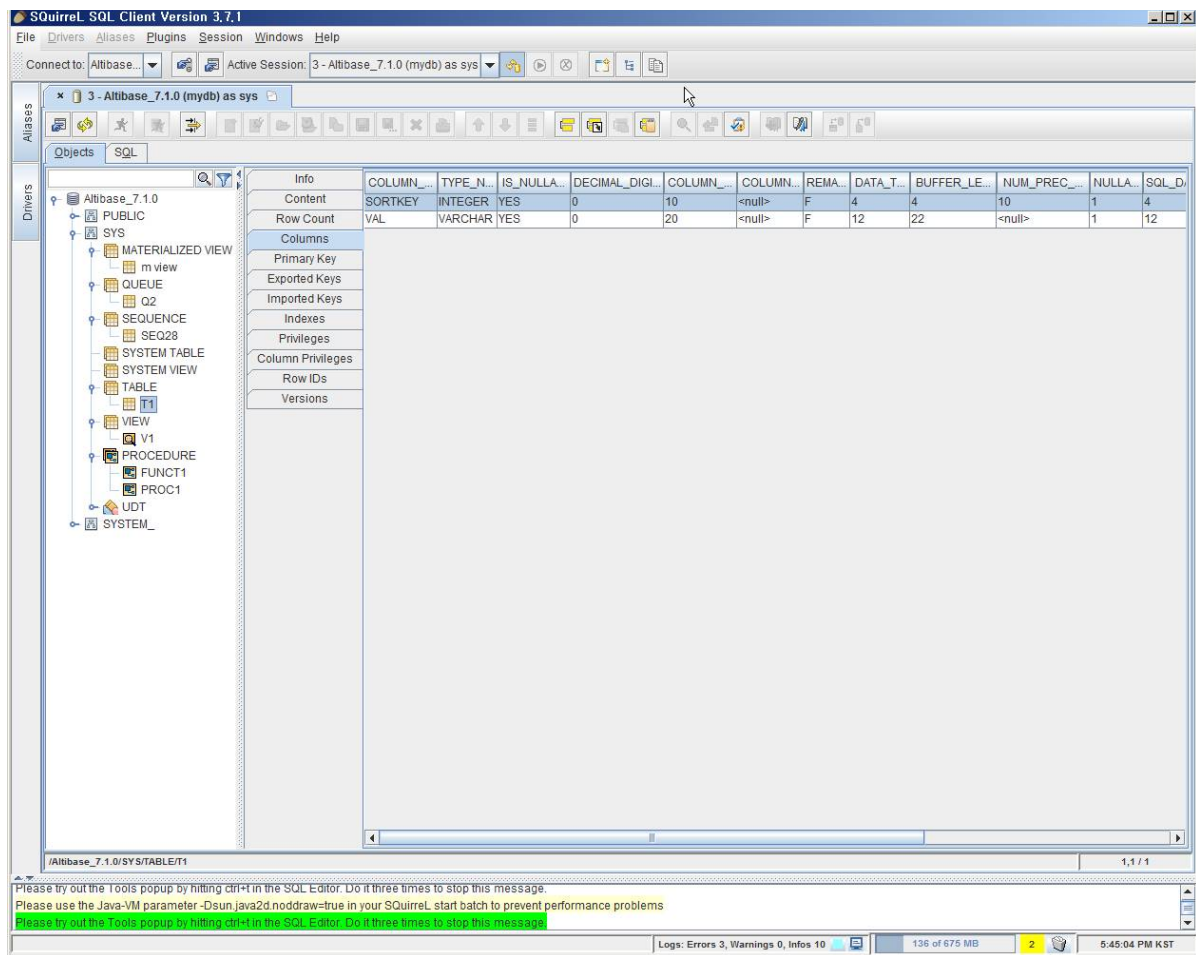 SQuirreL SQL Client Version 3.7.1
File Drivers Aliases Plugins Session Windows Help
Connect to: Altibase... Active Session: 3 - Altibase_7.1.0 (mydb) as sys
3 - Altibase_7.1.0 (mydb) as sys
Aliases
Drivers
Objects SQL
Altibase_7.1.0
PUBLIC
SYS
MATERIALIZED VIEW
m view
QUEUE
Q2
SEQUENCE
SEQ28
SYSTEM TABLE
SYSTEM VIEW
TABLE
T1
VIEW
V1
PROCEDURE
FUNCT1
PROC1
UDT
SYSTEM_
Info
Content
Row Count
Columns
Primary Key
Exported Keys
Imported Keys
Indexes
Privileges
Column Privileges
Row IDs
Versions
COLUMN_... TYPE_N... IS_NULLA... DECIMAL_DIGI... COLUMN_... COLUMN... REMA... DATA_T... BUFFER_LE... NUM_PREC_... NULLA... SQL_DA
SORTKEY INTEGER YES 0 10 <null> F 4 4 10 1 4
VAL VARCHAR YES 0 20 <null> F 12 22 <null> 1 12
/Altibase_7.1.0/SYS/TABLE/T1 1,1 / 1
Please try out the Tools popup by hitting ctrl+t in the SQL Editor. Do it three times to stop this message.
Please use the Java-VM parameter -Dsun.java2d.noddraw=true in your SQuirreL start batch to prevent performance problems
Please try out the Tools popup by hitting ctrl+t in the SQL Editor. Do it three times to stop this message.
Logs: Errors 3, Warnings 0, Infos 10 136 of 675 MB 2 5:45:04 PM KST